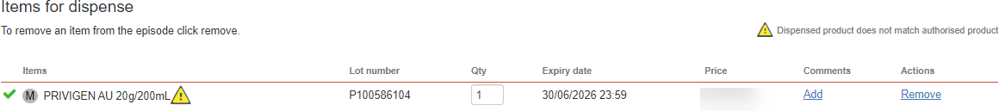 Items for dispense
To remove an item from the episode click remove.
! Dispensed product does not match authorised product
Items Lot number Qty Expiry date Price Comments Actions
M PRIVIGEN AU 20g/200mL ! P100586104 1 30/06/2026 23:59 Add Remove